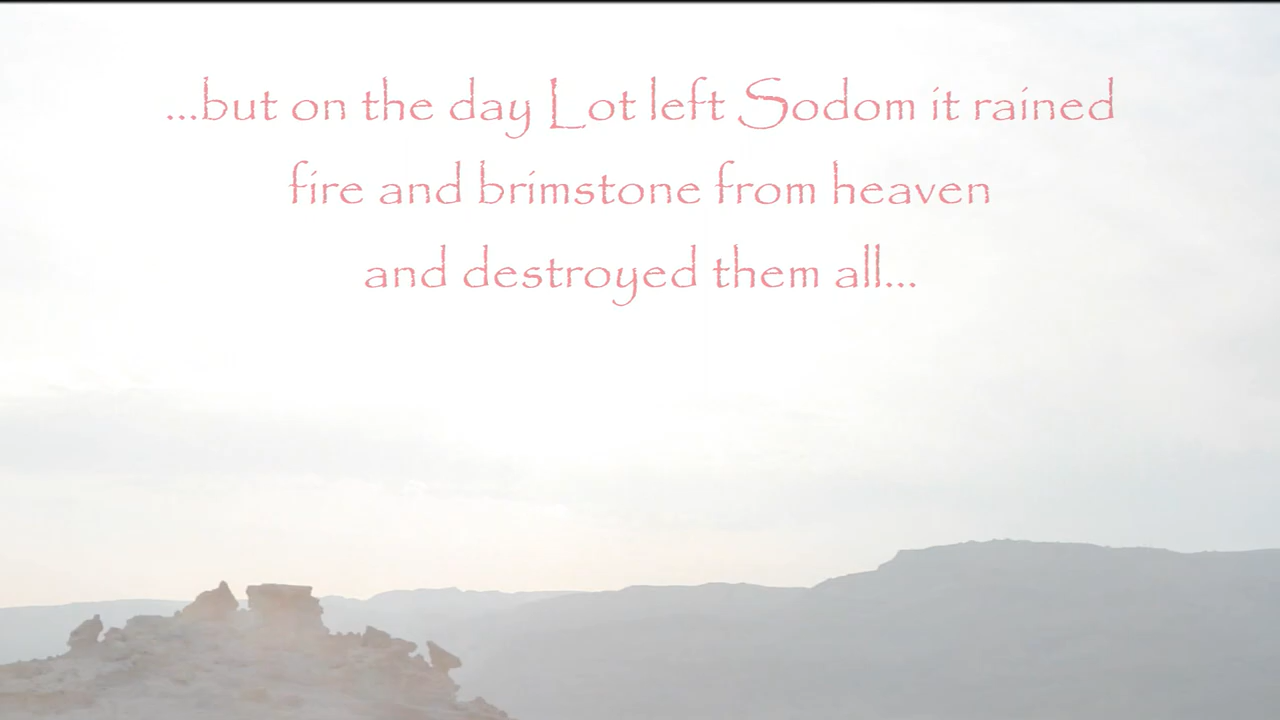 ...but on the day Lot left Sodom it rained
fire and brimstone from heaven
and destroyed them all...